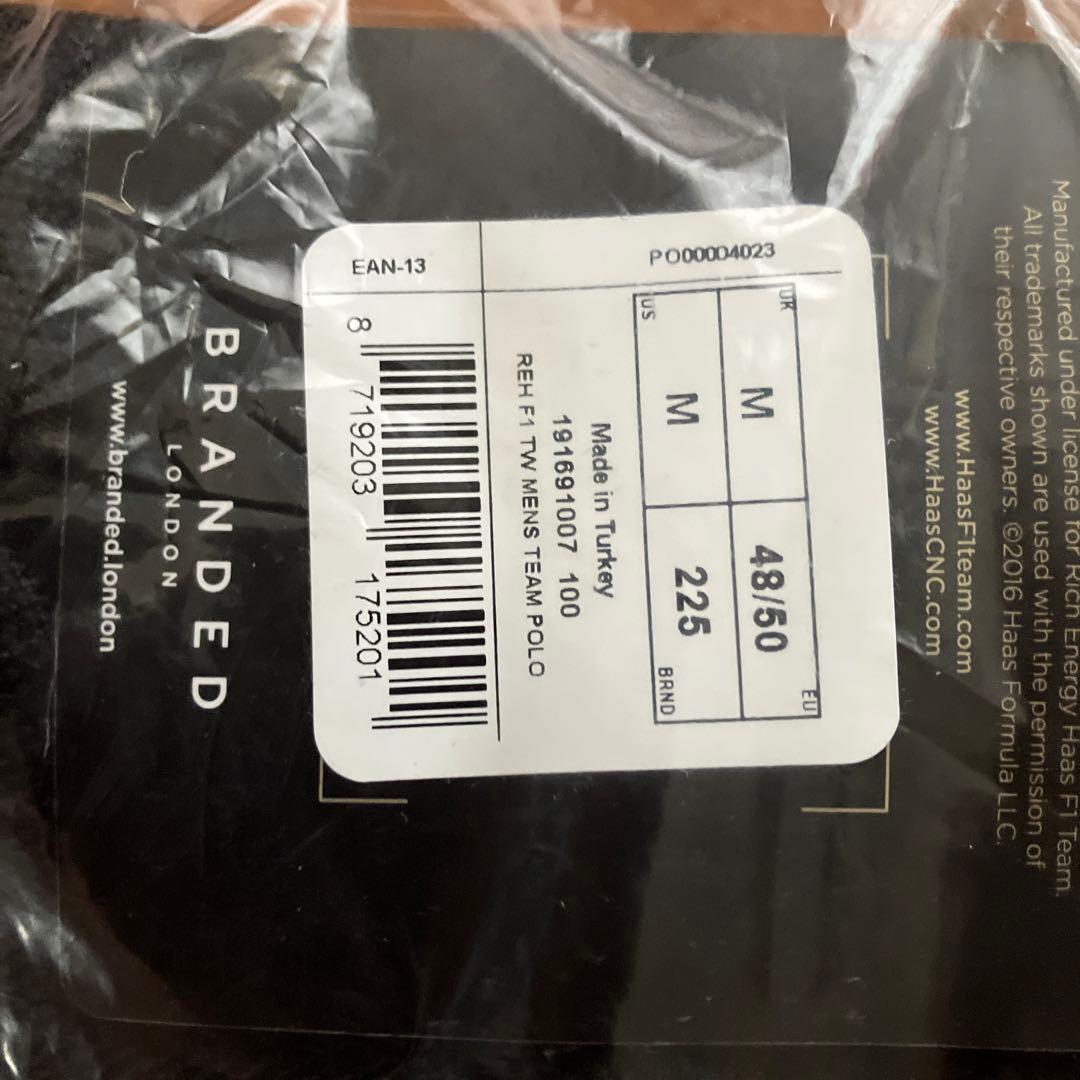 Manufactured under license for Rich Energy Haas F1 Team.
All trademarks shown are used with the permission of
their respective owners. ©2016 Haas Formula LLC.
www.HaasF1team.com
www.HaasCNC.com
UK M 48/50 EU
US M 225 BRND
PO00004023
Made in Turkey
191691007 100
REH F1 TW MENS TEAM POLO
EAN-13
8 719203 175201
BRANDED
LONDON
www.branded.london